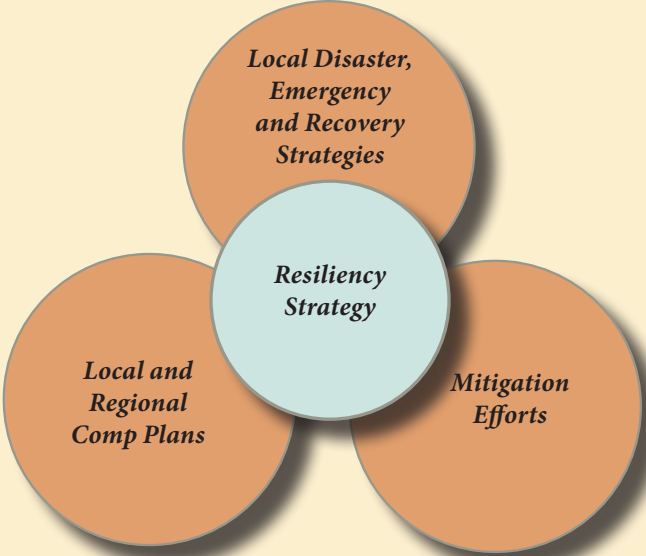 Local Disaster,
Emergency
and Recovery
Strategies
Resiliency
Strategy
Local and
Regional
Comp Plans
Mitigation
Efforts